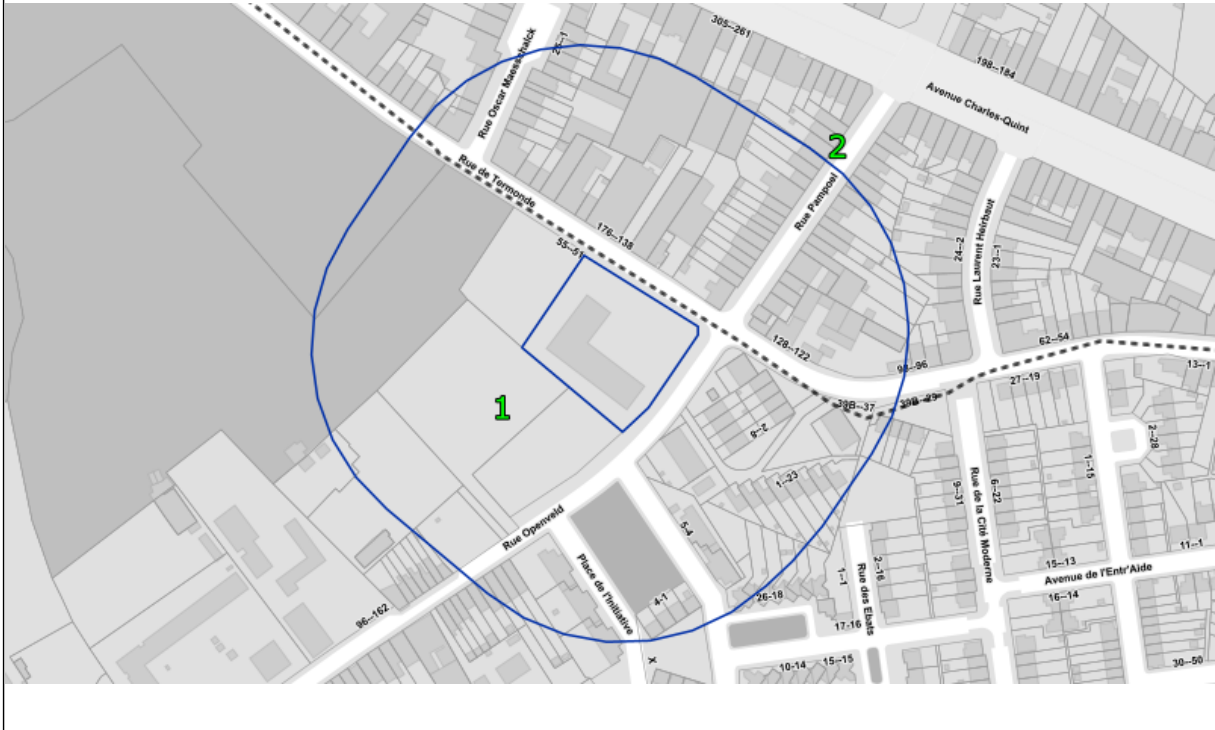 305--261
25--1
Rue Oscar Maesschalck
198--184
Avenue Charles-Quint
2
Rue de Termonde
Rue Pampoel
176--138
55--51
24--2
23--1
Rue Laurent Heirbaut
128--122
62--54
98--96
13--1
27--19
39B--37
39B--29
1
8--2
2--28
1--23
1--15
9--31
6--22
Rue Openveld
5-4
Rue de la Cité Moderne
11--1
15--13
Avenue de l'Entr'Aide
2--16
1--1
Rue des Ebats
Place de l'Initiative
4-1
26-18
16--14
96--162
17-16
X
10-14
15--15
30--50